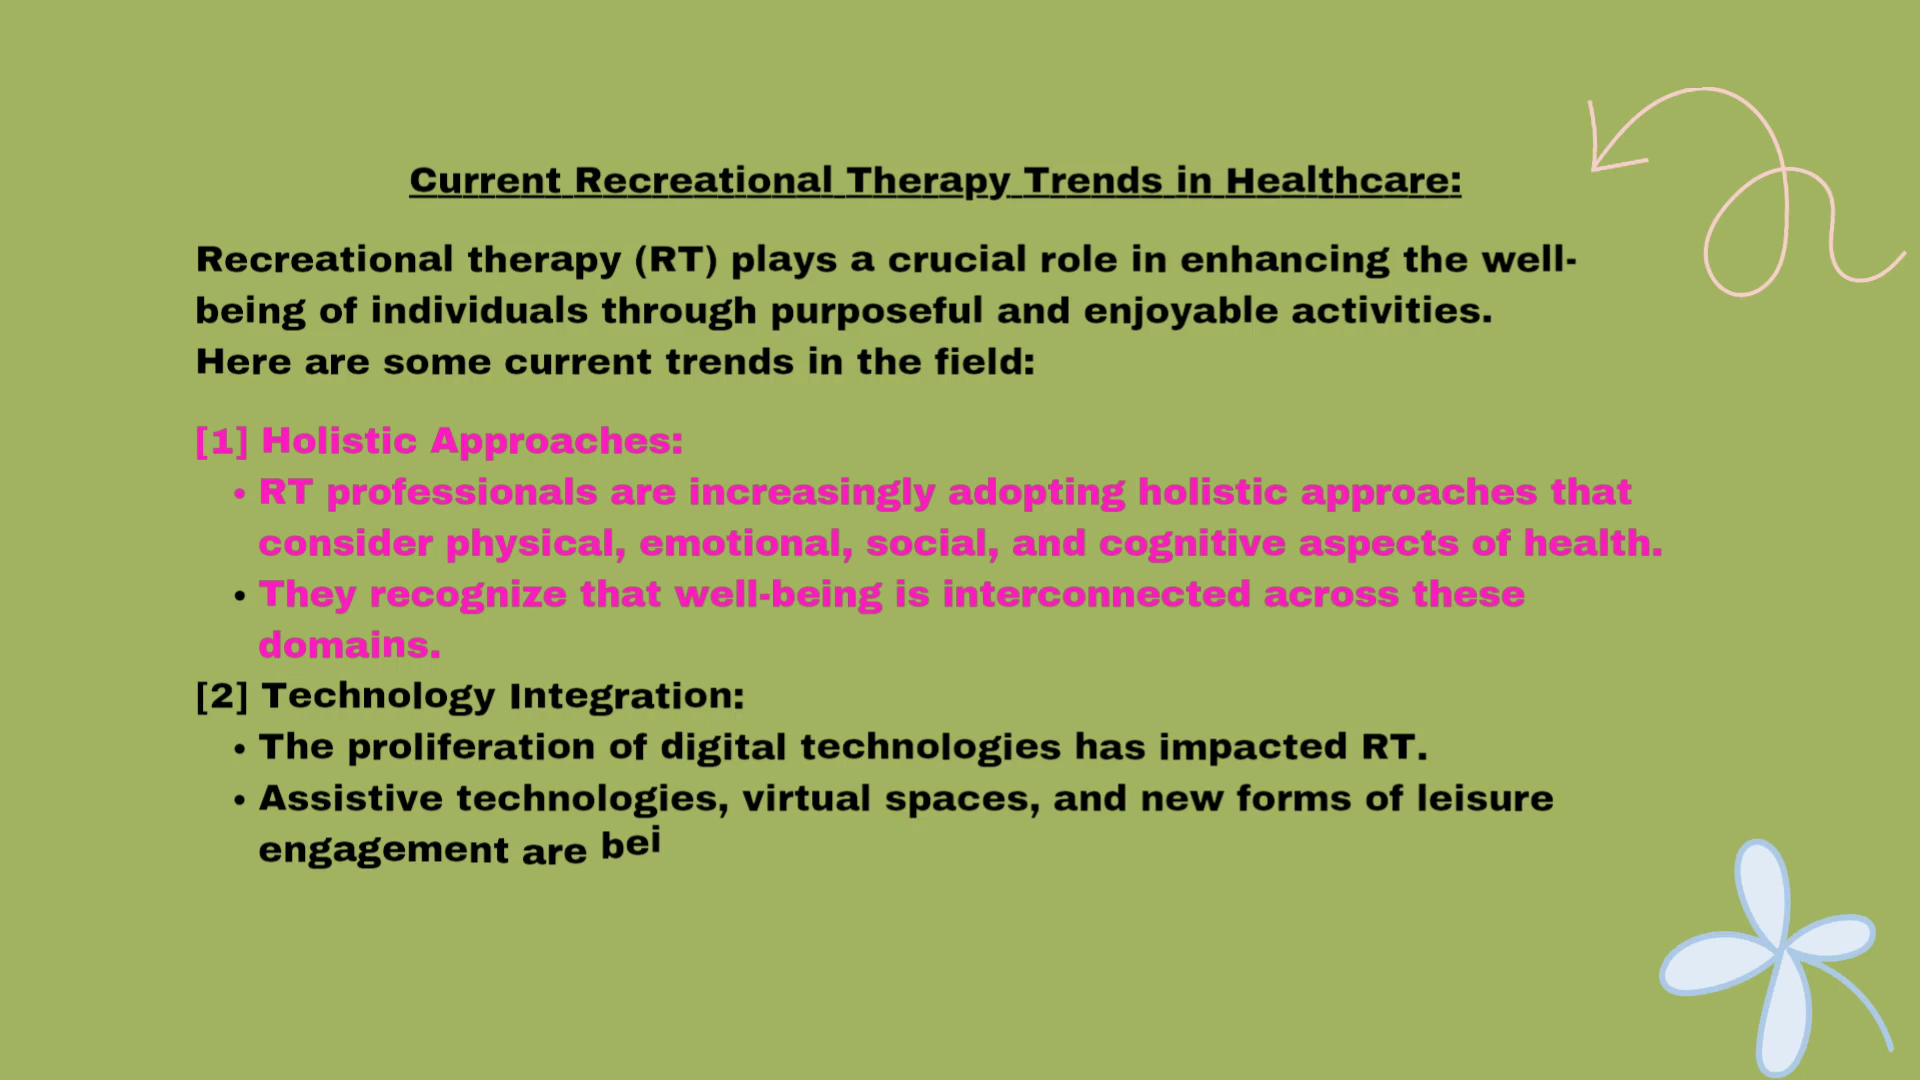 Current Recreational Therapy Trends in Healthcare:
Recreational therapy (RT) plays a crucial role in enhancing the well-
being of individuals through purposeful and enjoyable activities.
Here are some current trends in the field:
[1] Holistic Approaches:
• RT professionals are increasingly adopting holistic approaches that
consider physical, emotional, social, and cognitive aspects of health.
• They recognize that well-being is interconnected across these
domains.
[2] Technology Integration:
• The proliferation of digital technologies has impacted RT.
• Assistive technologies, virtual spaces, and new forms of leisure
engagement are bei